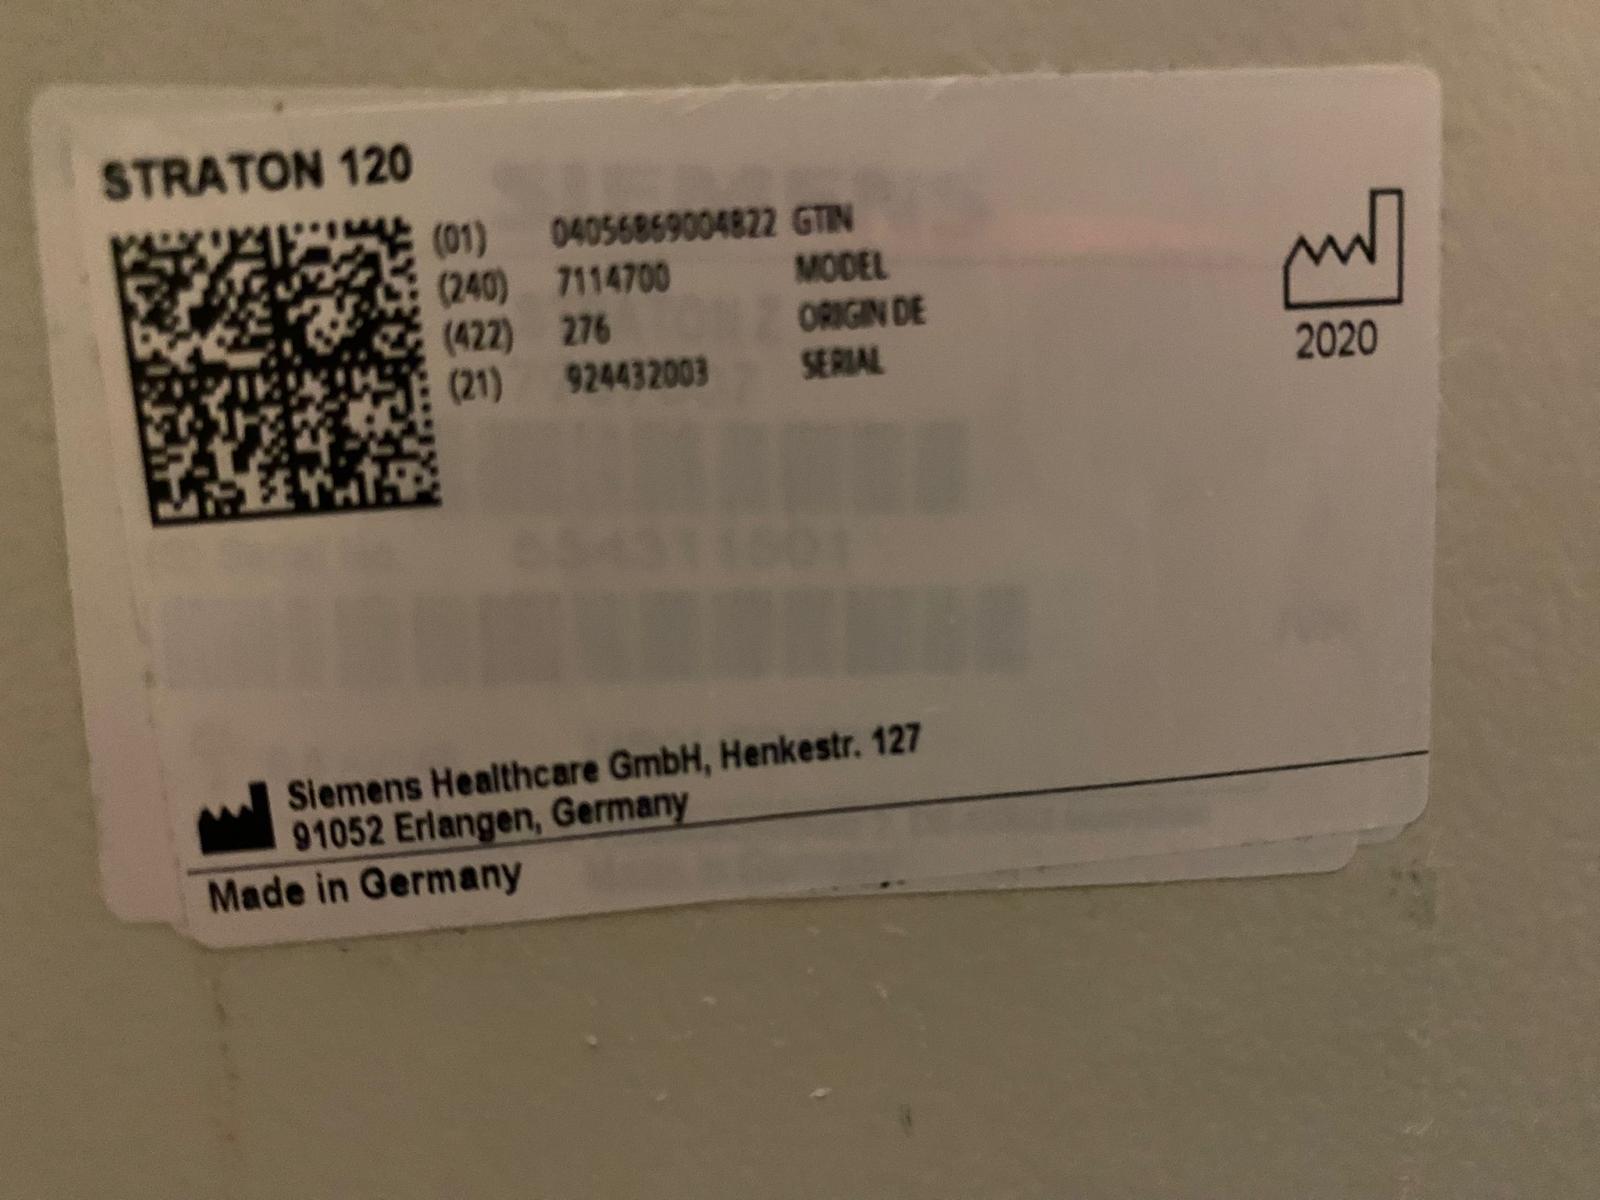 STRATON 120
(01) 04056869004822 GTIN
(240) 7114700 MODEL
(422) 276 ORIGIN DE
(21) 924432003 SERIAL
2020
Siemens Healthcare GmbH, Henkestr. 127
91052 Erlangen, Germany
Made in Germany